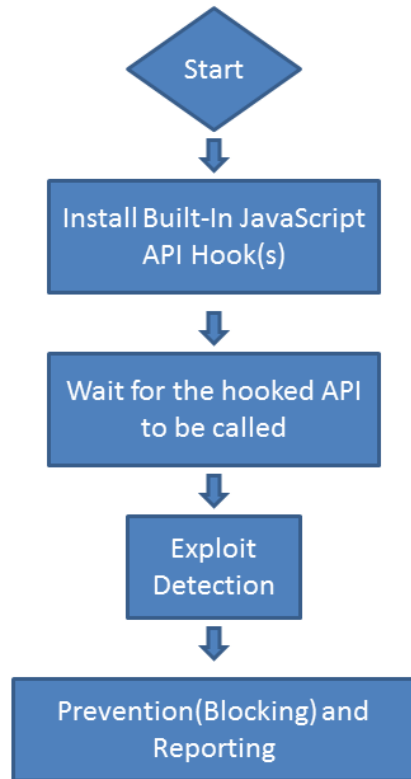 Start
Install Built-In JavaScript
API Hook(s)
Wait for the hooked API
to be called
Exploit
Detection
Prevention(Blocking) and
Reporting